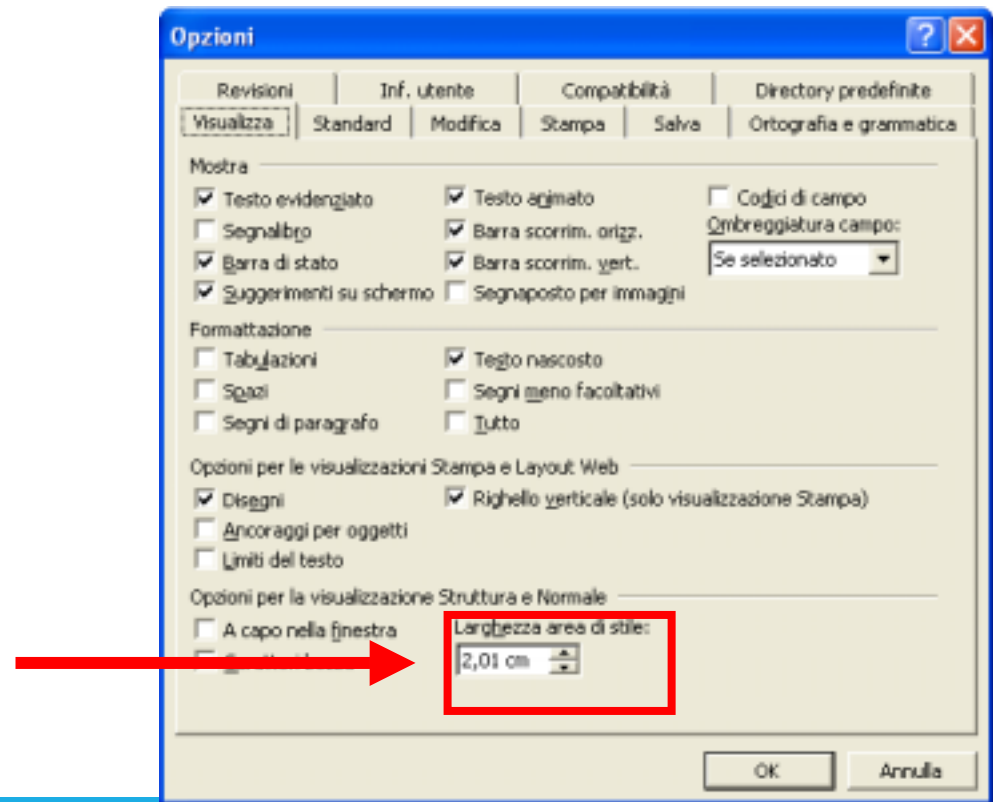 Opzioni
Revisioni Inf. utente Compatibilità Directory predefinite
Visualizza Standard Modifica Stampa Salva Ortografia e grammatica
Mostra
Testo evidenziato Testo animato Codici di campo
Segnalibro Barra scorrim. orizz. Ombreggiatura campo:
Barra di stato Barra scorrim. vert. Se selezionato
Suggerimenti su schermo Segnaposto per immagini
Formattazione
Tabulazioni Testo nascosto
Spazi Segni meno facoltativi
Segni di paragrafo Tutto
Opzioni per le visualizzazioni Stampa e Layout Web
Disegni Righello verticale (solo visualizzazione Stampa)
Ancoraggi per oggetti
Limiti del testo
Opzioni per la visualizzazione Struttura e Normale
A capo nella finestra Larghezza area di stile:
2,01 cm
OK Annulla